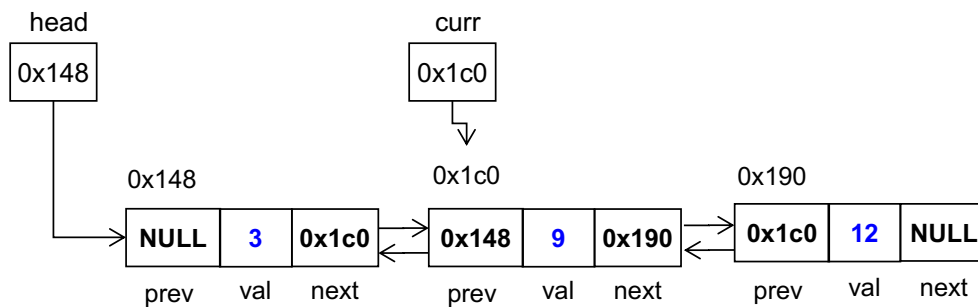 head curr
0x148 0x1c0
0x148 0x1c0 0x190
NULL 3 0x1c0 0x148 9 0x190 0x1c0 12 NULL
prev val next prev val next prev val next